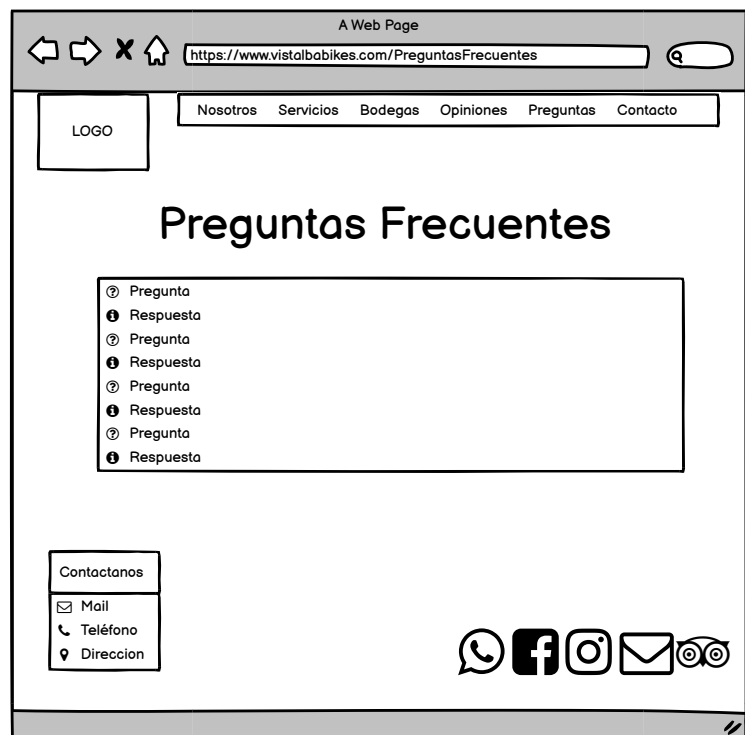 A Web Page
https://www.vistalbabikes.com/PreguntasFrecuentes
LOGO
Nosotros Servicios Bodegas Opiniones Preguntas Contacto
Preguntas Frecuentes
Pregunta
Respuesta
Pregunta
Respuesta
Pregunta
Respuesta
Pregunta
Respuesta
Contactanos
Mail
Teléfono
Direccion